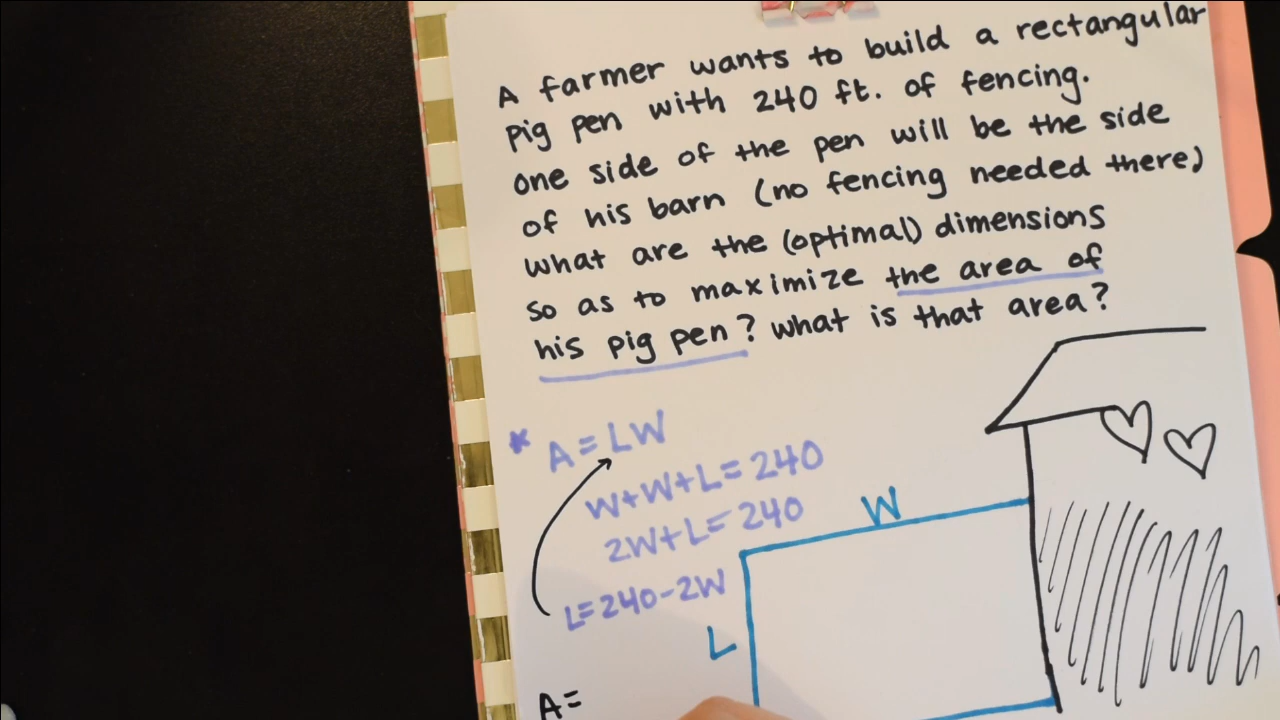 A farmer wants to build a rectangular
pig pen with 240 ft. of fencing.
one side of the pen will be the side
of his barn (no fencing needed there)
what are the (optimal) dimensions
so as to maximize the area of
his pig pen? what is that area?
* A=LW
W+W+L=240
2W+L=240
L=240-2W
W
L
A=